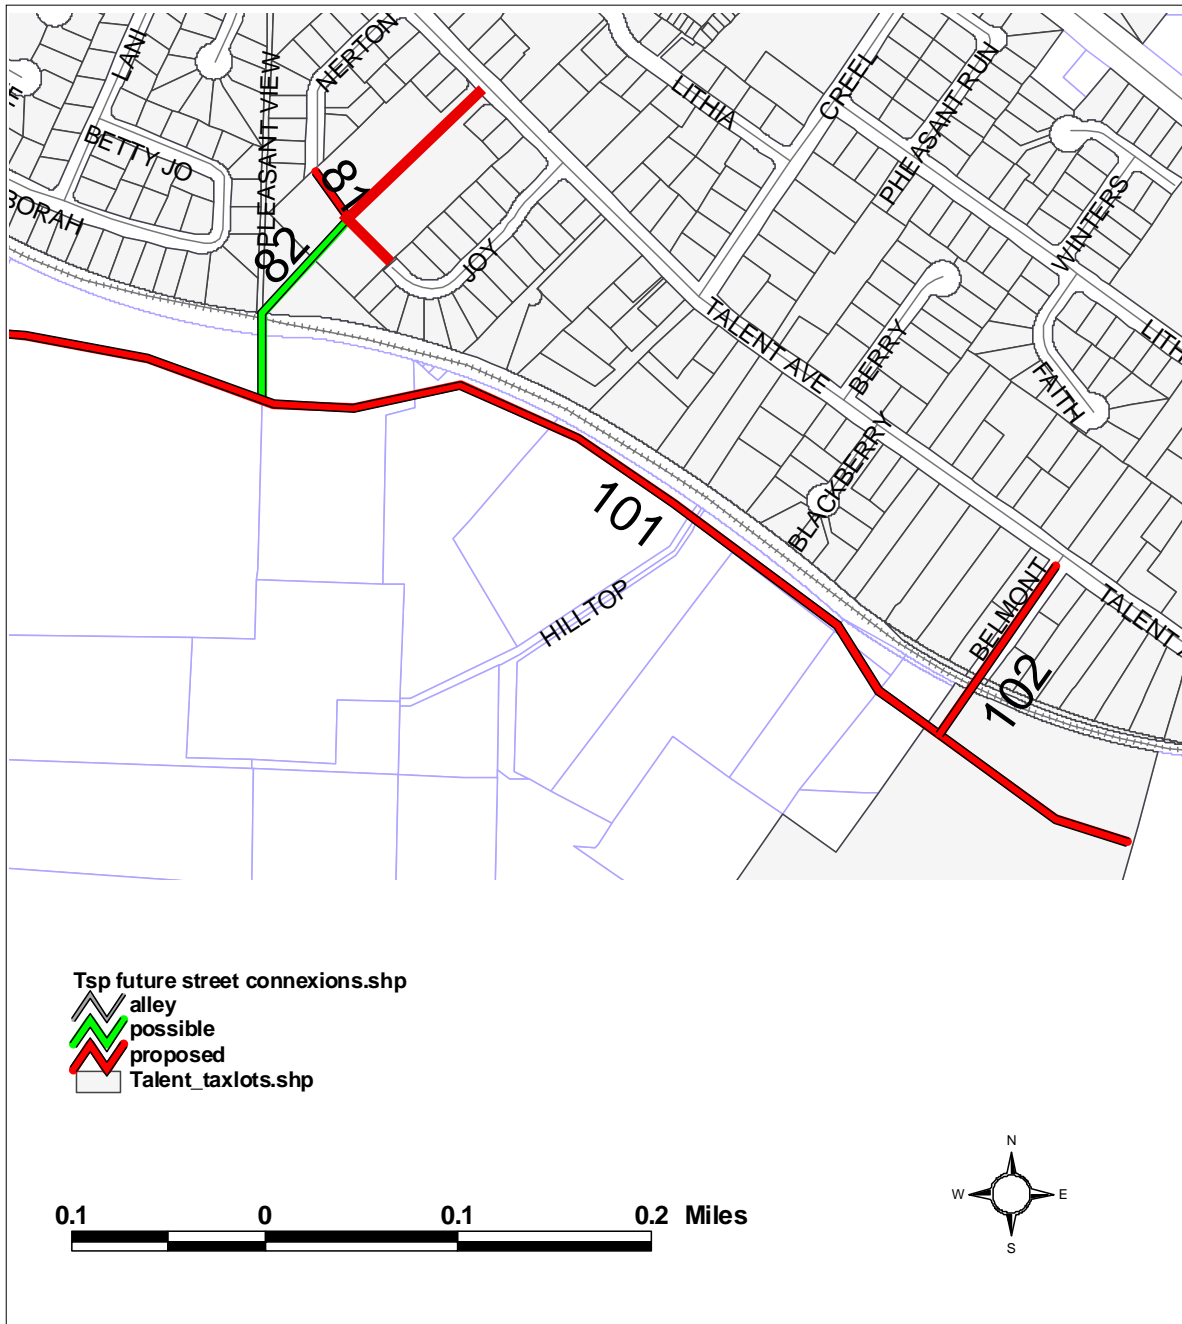 LANI
PLEASANT VIEW
NERTON
LITHIA
CREEL
PHEASANT RUN
BETTY JO
BORAH
81
82
JOY
WINTERS
TALENT AVE
BERRY
LITH
FAITH
BLACKBERRY
101
HILLTOP
BELMONT
TALENT
102
Tsp future street connexions.shp
alley
possible
proposed
Talent_taxlots.shp
0.1 0 0.1 0.2 Miles
N
W E
S